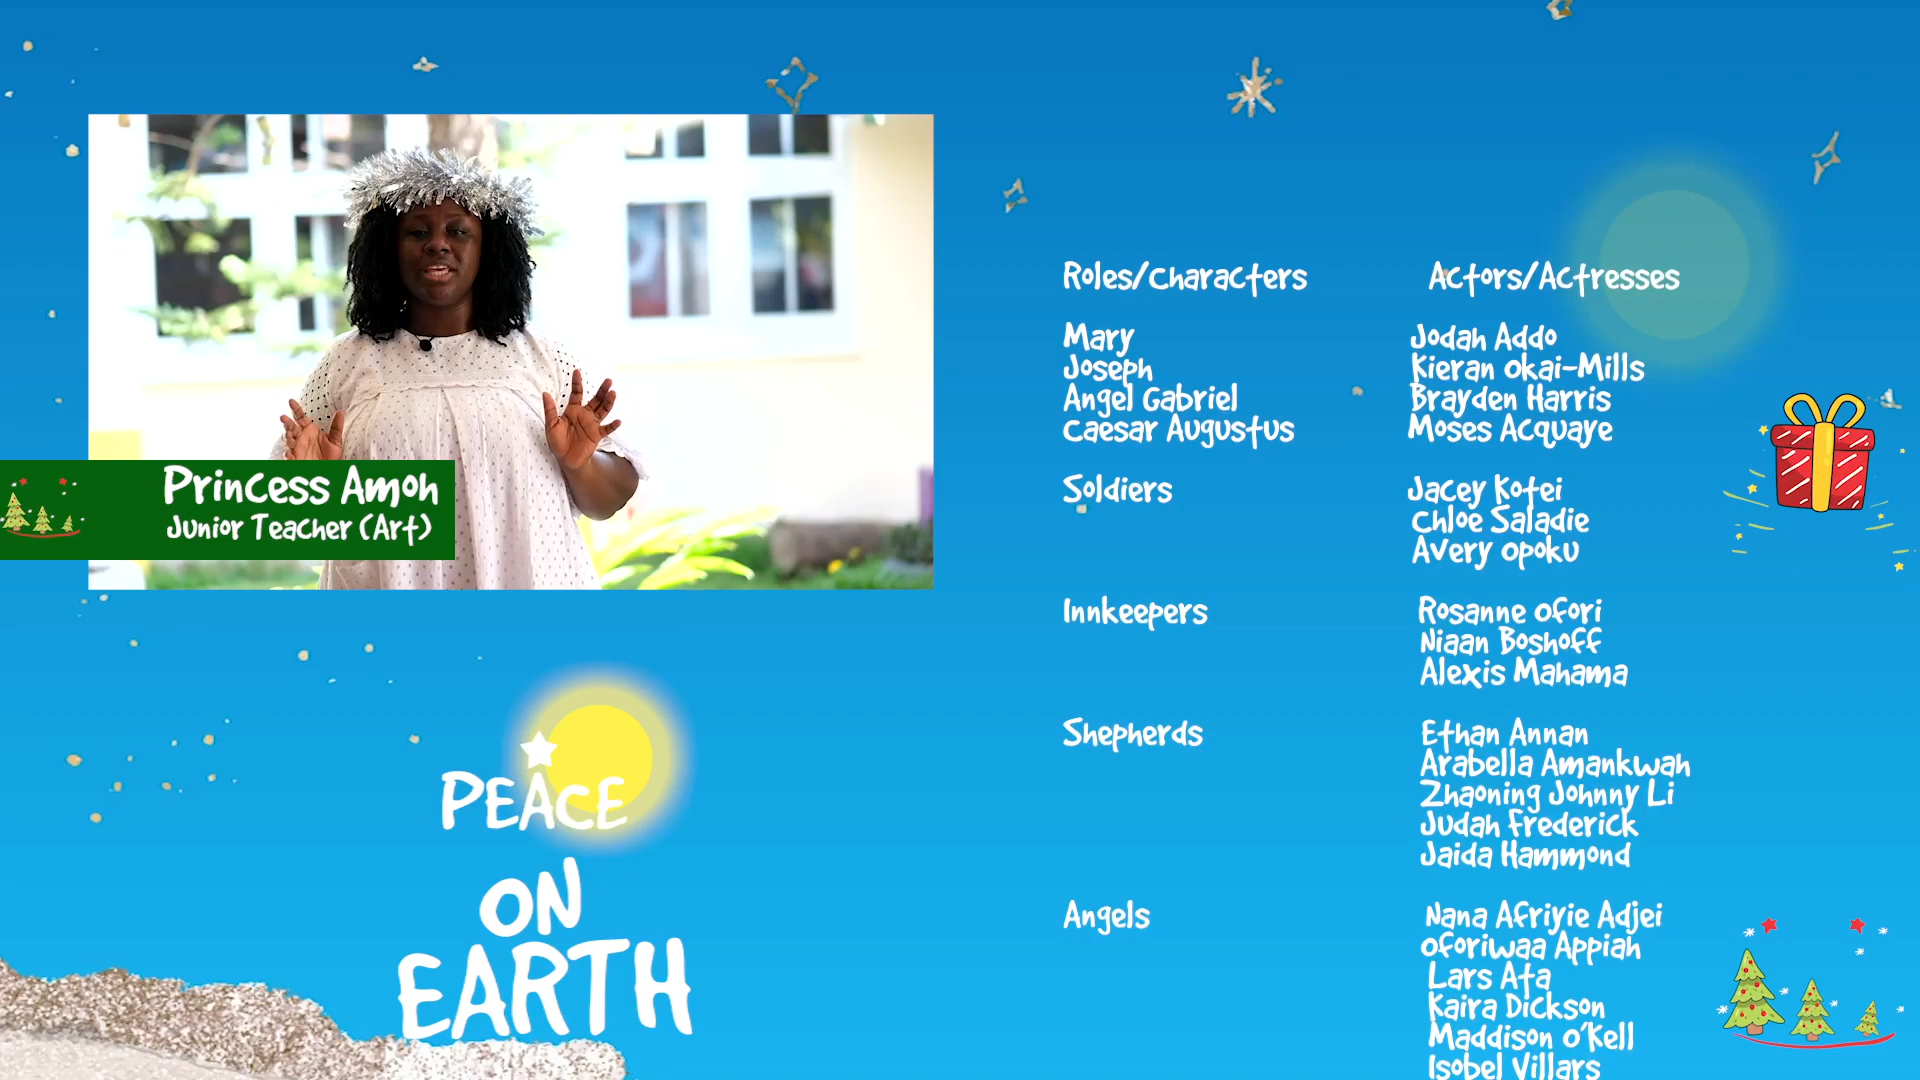 Princess Amoh
Junior Teacher (Art)
PEACE
ON
EARTH
Roles/Characters Actors/Actresses
Mary Jodah Addo
Joseph Kieran Okai-Mills
Angel Gabriel Brayden Harris
Caesar Augustus Moses Acquaye
Soldiers Jacey Kotei
Chloe Saladie
Avery Opoku
Innkeepers Rosanne Ofori
Niaan Boshoff
Alexis Mahama
Shepherds Ethan Annan
Arabella Amankwah
Zhaoning Johnny Li
Judah Frederick
Jaida Hammond
Angels Nana Afriyie Adjei
Oforiwaa Appiah
Lars Ata
Kaira Dickson
Maddison O'Kell
Isobel Villars